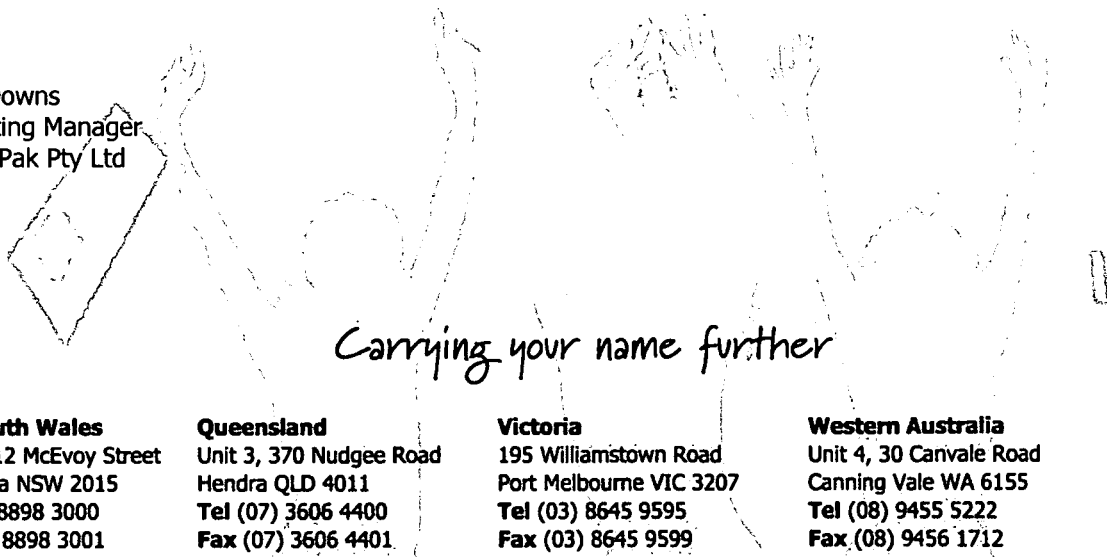 owns
ting Manager
Pak Pty Ltd
Carrying your name further
uth Wales
12 McEvoy Street
a NSW 2015
8898 3000
8898 3001
Queensland
Unit 3, 370 Nudgee Road
Hendra QLD 4011
Tel (07) 3606 4400
Fax (07) 3606 4401
Victoria
195 Williamstown Road
Port Melbourne VIC 3207
Tel (03) 8645 9595
Fax (03) 8645 9599
Western Australia
Unit 4, 30 Canvale Road
Canning Vale WA 6155
Tel (08) 9455 5222
Fax (08) 9456 1712